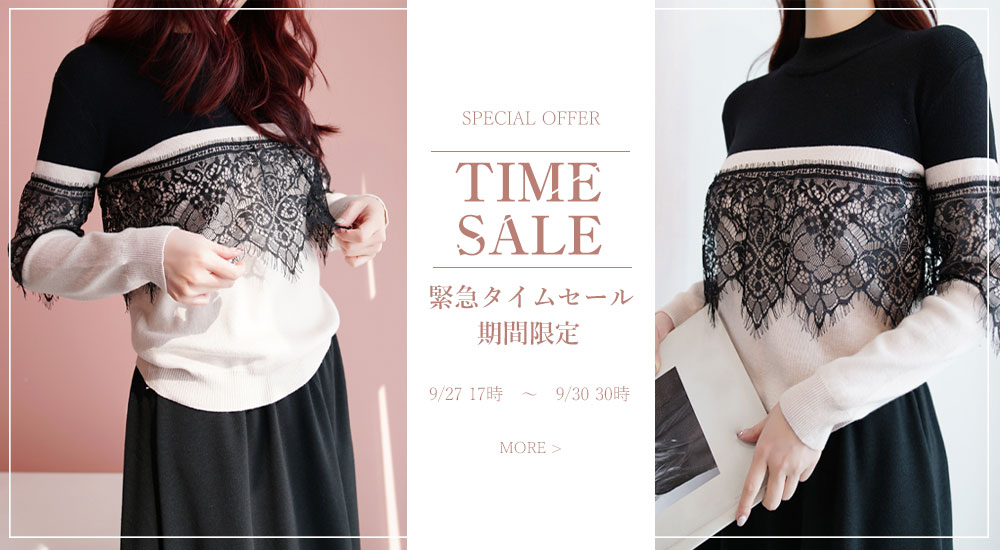 SPECIAL OFFER
TIME
SALE
緊急タイムセール
期間限定
9/27 17時　～　9/30 30時
MORE >